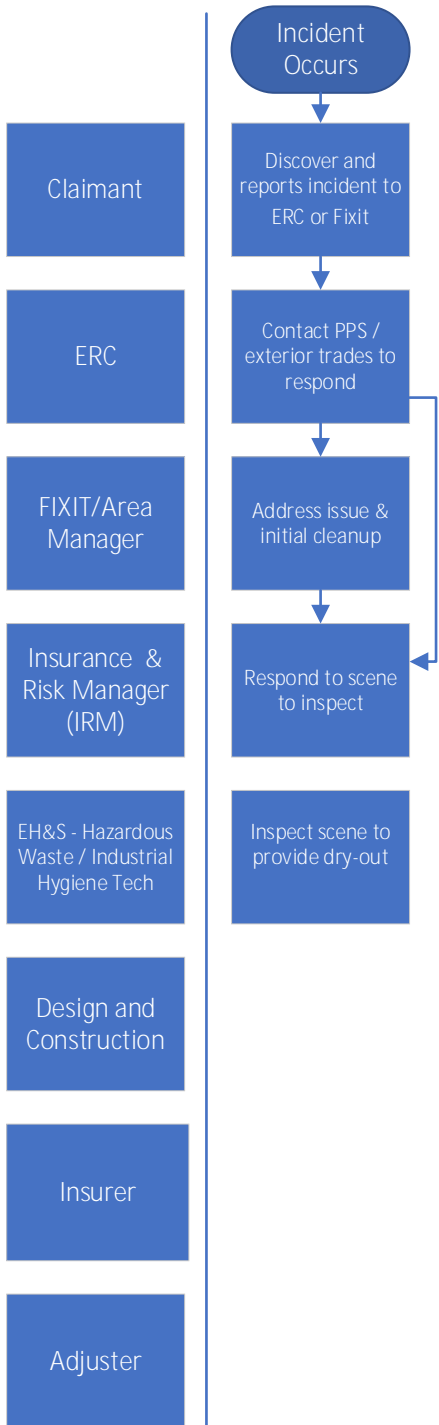 Incident
Occurs
Claimant
Discover and
reports incident to
ERC or Fixit
ERC
Contact PPS /
exterior trades to
respond
FIXIT/Area
Manager
Address issue &
initial cleanup
Insurance &
Risk Manager
(IRM)
Respond to scene
to inspect
EH&S - Hazardous
Waste / Industrial
Hygiene Tech
Inspect scene to
provide dry-out
Design and
Construction
Insurer
Adjuster